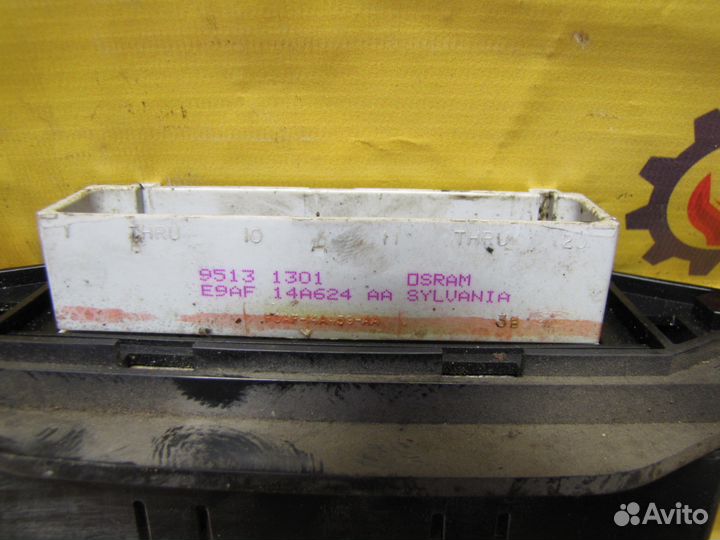 1 THRU 10 A 11 THRU 20
9513 1301 OSRAM
E9AF 14A624 AA SYLVANIA
Avito